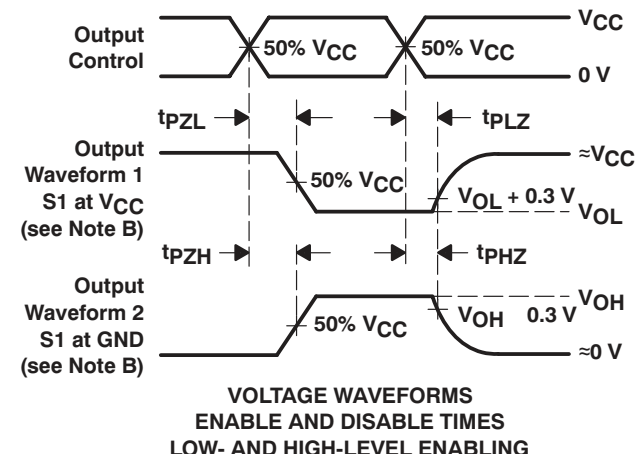 VCC
Output
Control
50% VCC
50% VCC
0 V
tPZL
tPLZ
Output
Waveform 1
S1 at VCC
(see Note B)
≈VCC
50% VCC
VOL + 0.3 V
VOL
tPZH
tPHZ
Output
Waveform 2
S1 at GND
(see Note B)
VOH
50% VCC
VOH 0.3 V
≈0 V
VOLTAGE WAVEFORMS
ENABLE AND DISABLE TIMES
LOW- AND HIGH-LEVEL ENABLING